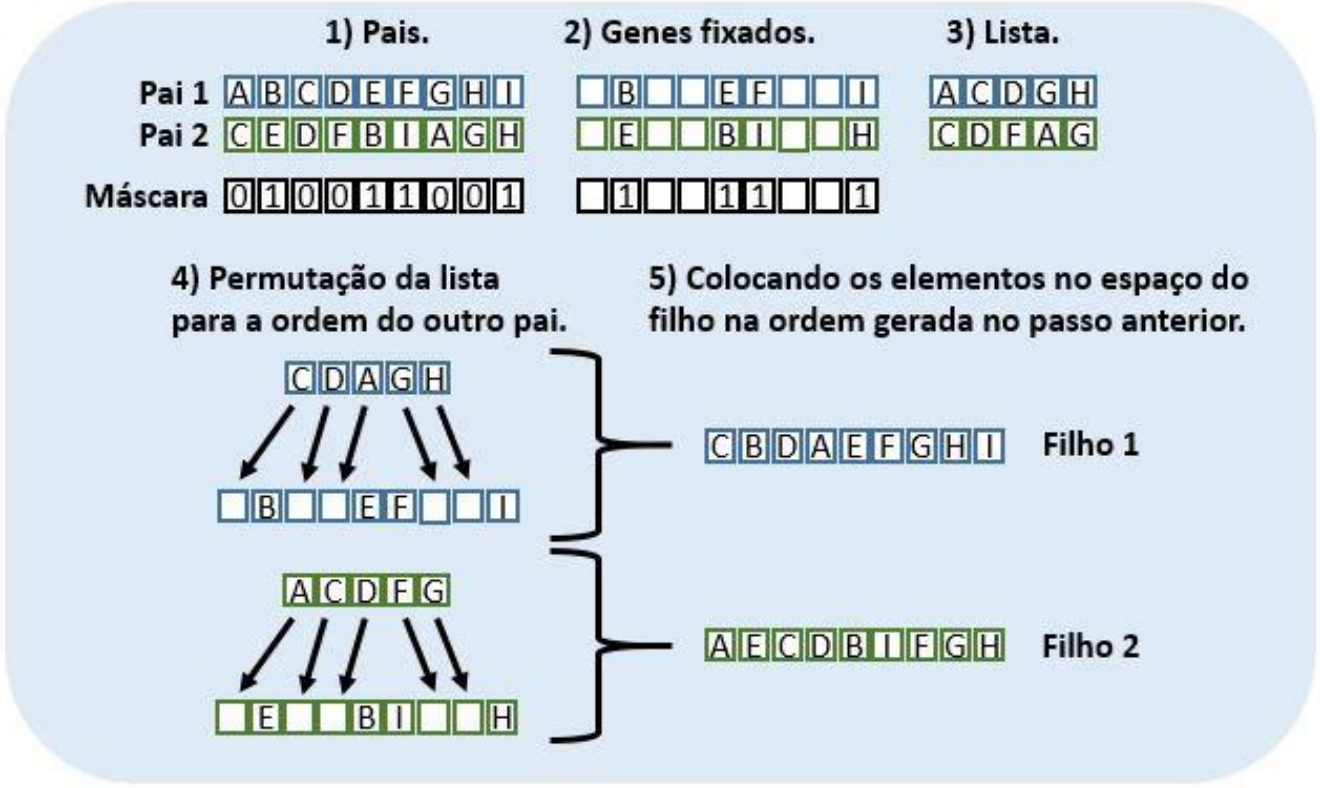 1) Pais. 2) Genes fixados. 3) Lista.
Pai 1 A B C D E F G H I B E F I A C D G H
Pai 2 C E D F B I A G H E B I H C D F A G
Máscara 0 1 0 0 1 1 0 0 1 1 1 1 1
4) Permutação da lista
para a ordem do outro pai.
5) Colocando os elementos no espaço do
filho na ordem gerada no passo anterior.
C D A G H
B E F I
C B D A E F G H I Filho 1
A C D F G
E B I H
A E C D B I F G H Filho 2